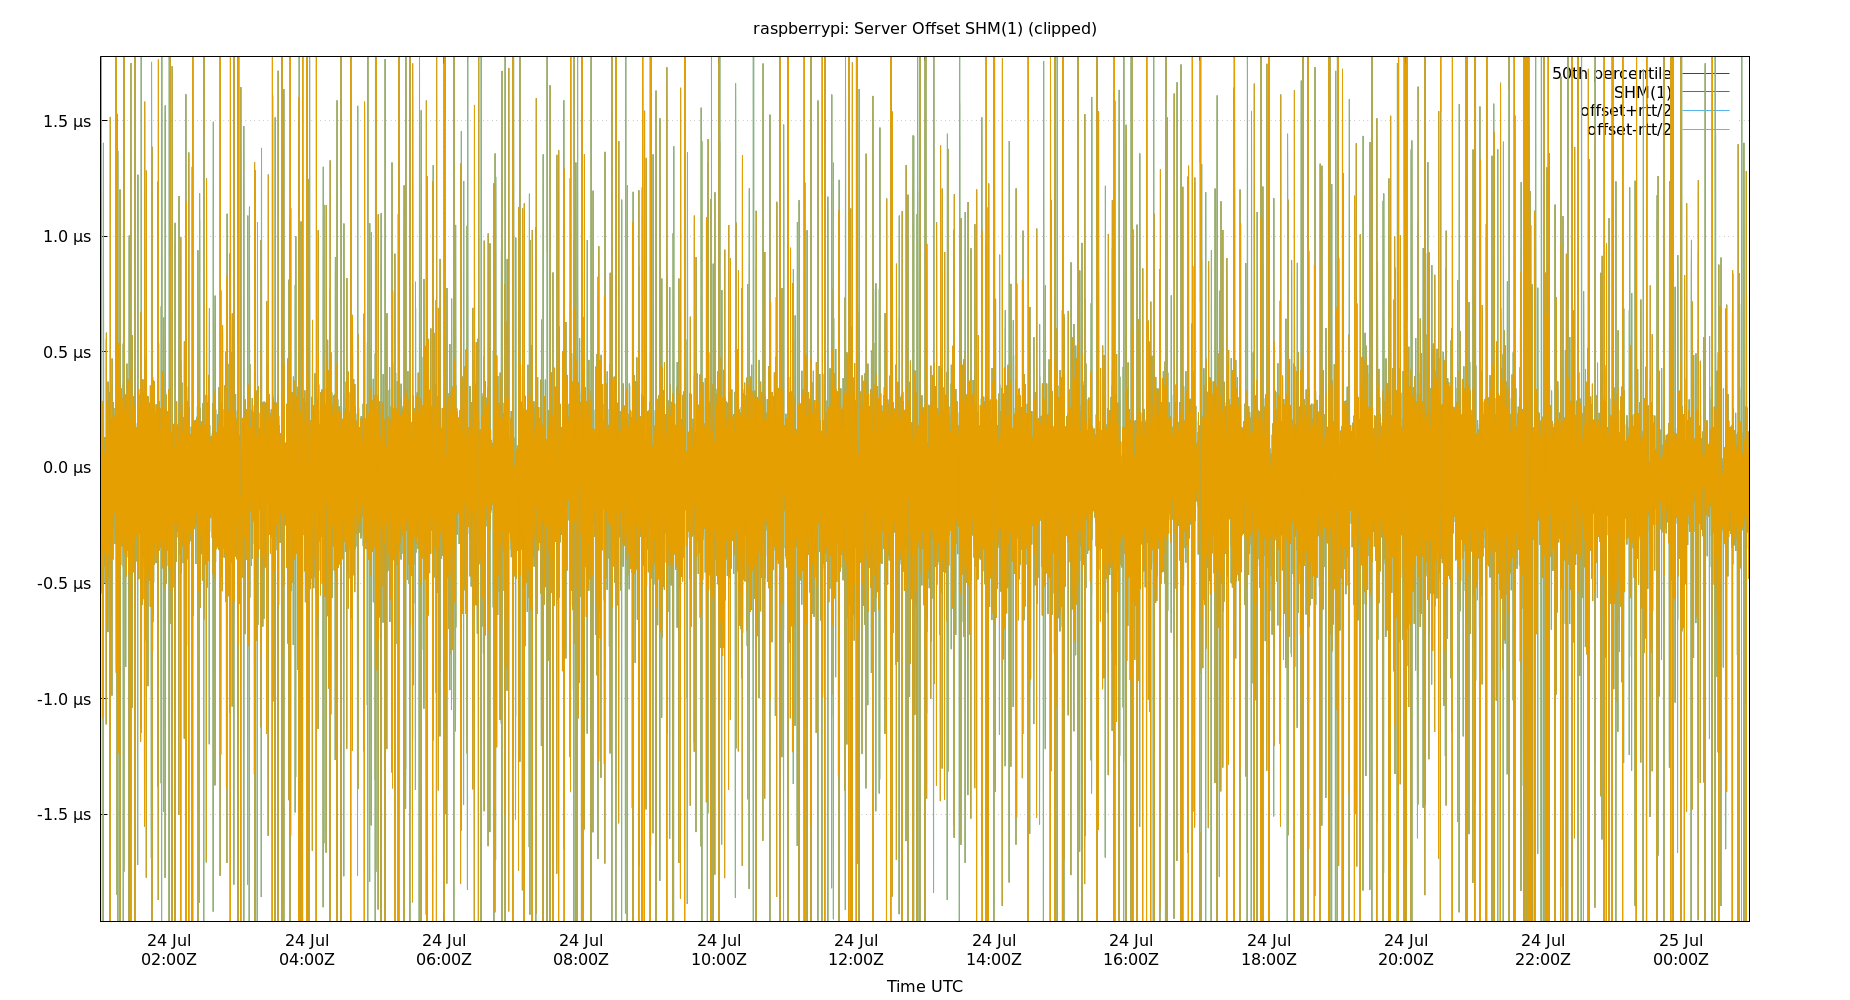 raspberrypi: Server Offset SHM(1) (clipped)
50th percentile
SHM(1)
offset+rtt/2
offset-rtt/2
1.5 µs
1.0 µs
0.5 µs
0.0 µs
-0.5 µs
-1.0 µs
-1.5 µs
24 Jul 24 Jul 24 Jul 24 Jul 24 Jul 24 Jul 24 Jul 24 Jul 24 Jul 24 Jul 24 Jul 25 Jul
02:00Z 04:00Z 06:00Z 08:00Z 10:00Z 12:00Z 14:00Z 16:00Z 18:00Z 20:00Z 22:00Z 00:00Z
Time UTC